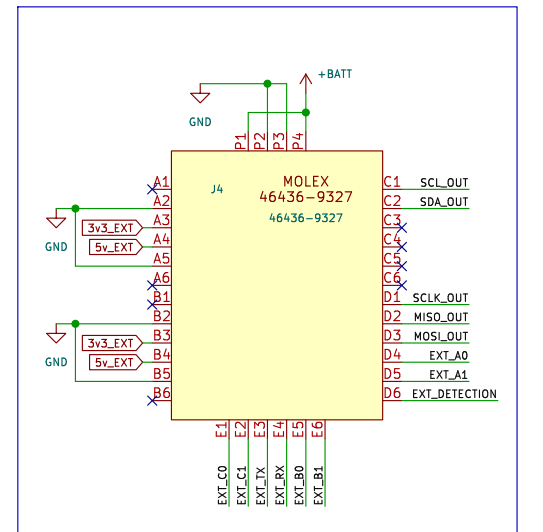 +BATT
GND
P1 P2 P3 P4
J4
MOLEX
46436-9327
46436-9327
A1
A2
A3
A4
A5
A6
B1
B2
B3
B4
B5
B6
GND
3v3_EXT
5v_EXT
GND
3v3_EXT
5v_EXT
C1 SCL_OUT
C2 SDA_OUT
C3
C4
C5
C6
D1 SCLK_OUT
D2 MISO_OUT
D3 MOSI_OUT
D4 EXT_A0
D5 EXT_A1
D6 EXT_DETECTION
E1 E2 E3 E4 E5 E6
EXT_C0
EXT_C1
EXT_TX
EXT_RX
EXT_B0
EXT_B1